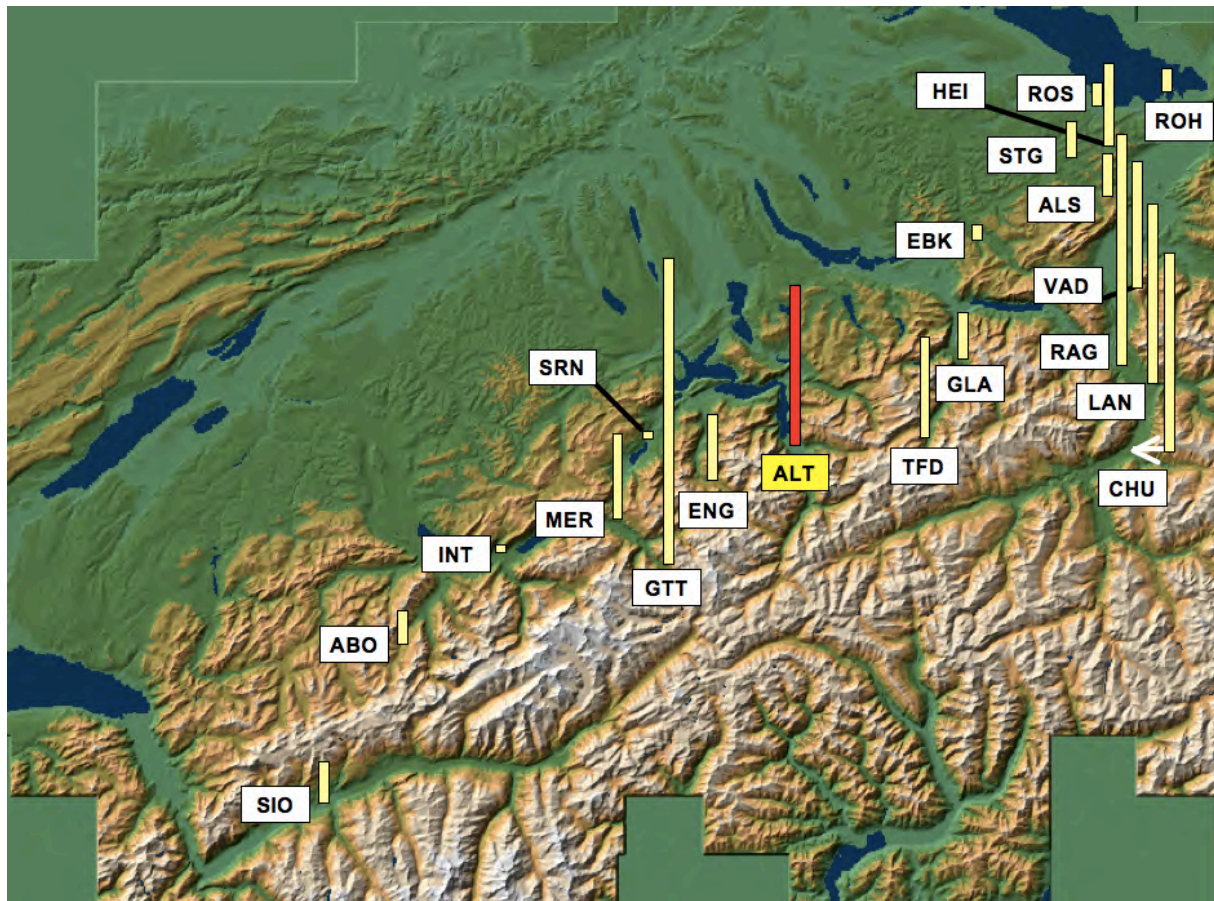 HEI
ROS
ROH
STG
ALS
EBK
VAD
RAG
SRN
GLA
LAN
ALT
TFD
CHU
ENG
MER
INT
GTT
ABO
SIO